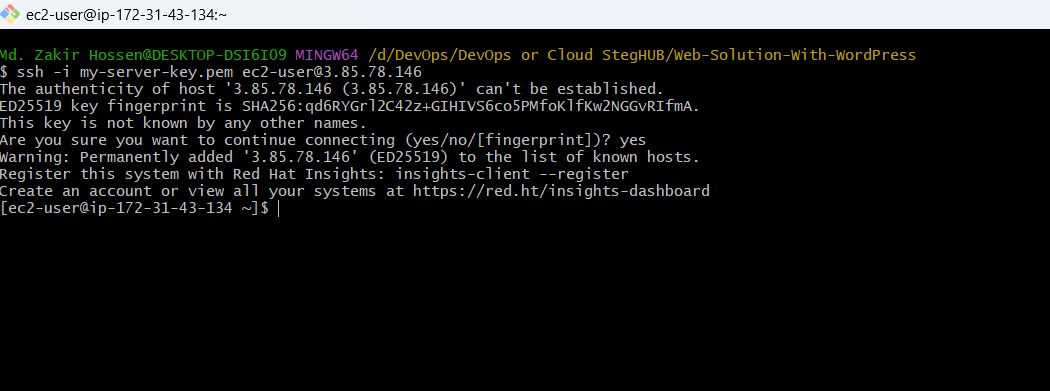 ec2-user@ip-172-31-43-134:~
Md. Zakir Hossen@DESKTOP-DSI6IO9 MINGW64 /d/DevOps/DevOps or Cloud StegHUB/Web-Solution-With-WordPress
$ ssh -i my-server-key.pem ec2-user@3.85.78.146
The authenticity of host '3.85.78.146 (3.85.78.146)' can't be established.
ED25519 key fingerprint is SHA256:qd6RYGrl2C42z+GIHIVS6co5PMfoKlfKw2NGGvRIfmA.
This key is not known by any other names.
Are you sure you want to continue connecting (yes/no/[fingerprint])? yes
Warning: Permanently added '3.85.78.146' (ED25519) to the list of known hosts.
Register this system with Red Hat Insights: insights-client --register
Create an account or view all your systems at https://red.ht/insights-dashboard
[ec2-user@ip-172-31-43-134 ~]$